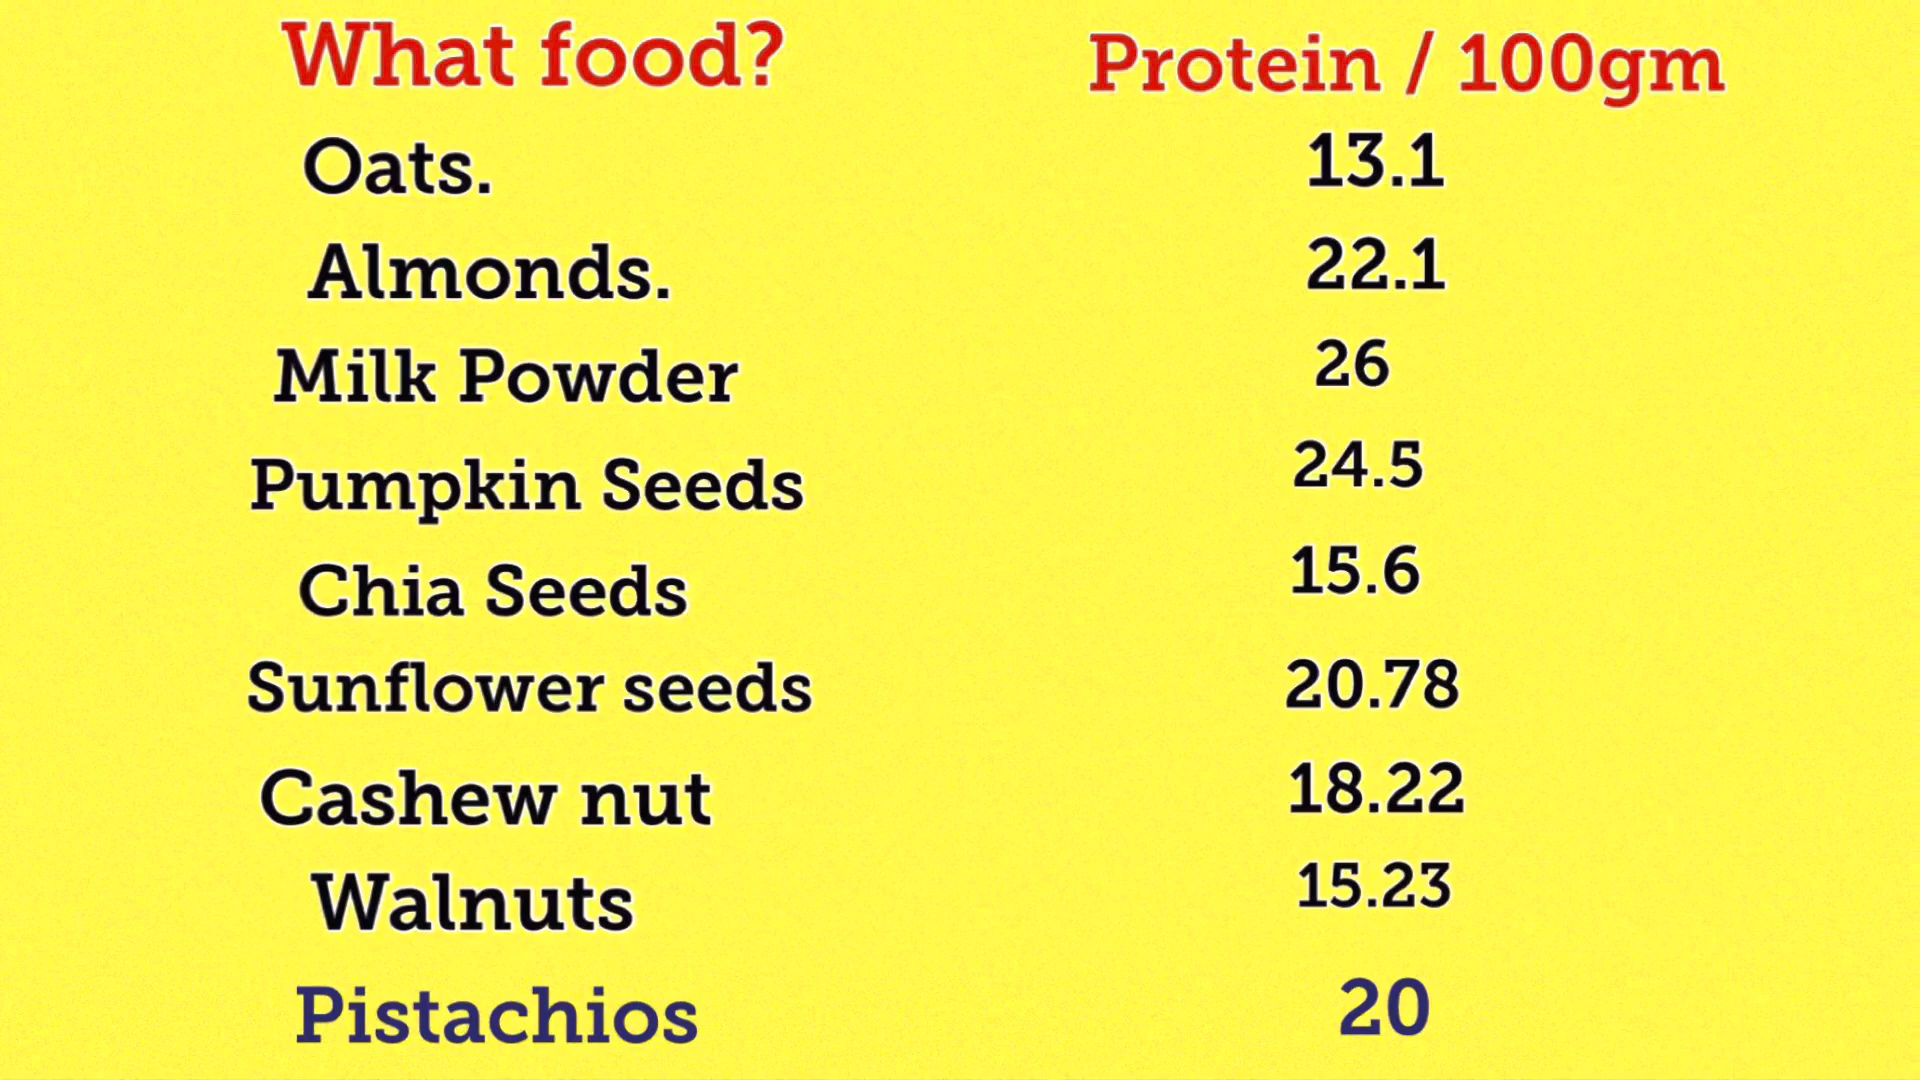 What food? Protein / 100gm
Oats. 13.1
Almonds. 22.1
Milk Powder 26
Pumpkin Seeds 24.5
Chia Seeds 15.6
Sunflower seeds 20.78
Cashew nut 18.22
Walnuts 15.23
Pistachios 20